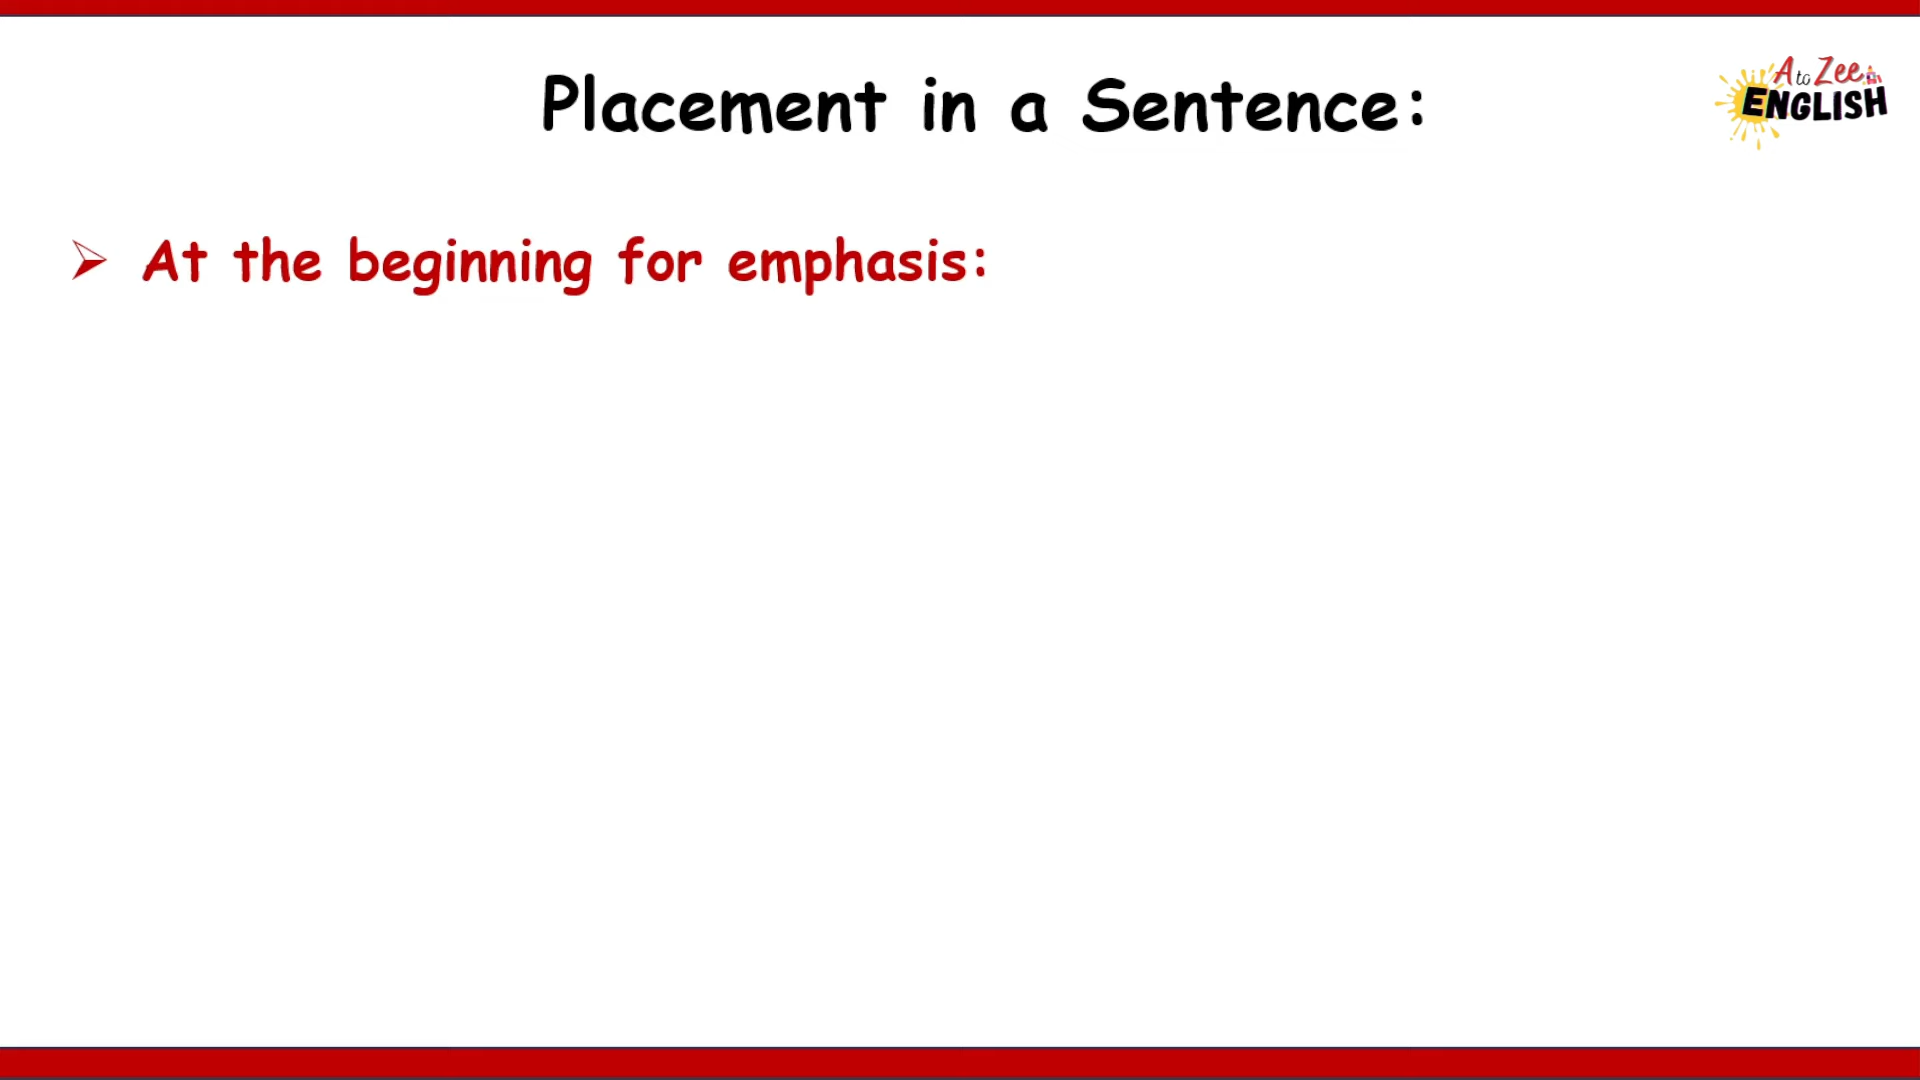 Placement in a Sentence:
A to Zee
ENGLISH
At the beginning for emphasis: